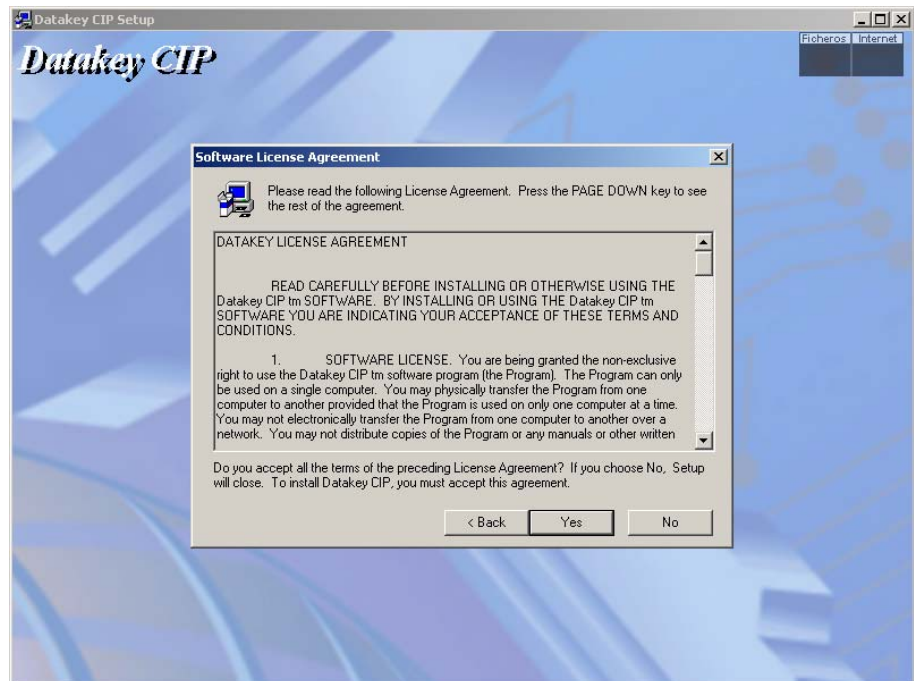 Datakey CIP Setup
Datakey CIP
Ficheros Internet
Software License Agreement
Please read the following License Agreement. Press the PAGE DOWN key to see
the rest of the agreement.
DATAKEY LICENSE AGREEMENT
READ CAREFULLY BEFORE INSTALLING OR OTHERWISE USING THE
Datakey CIP tm SOFTWARE. BY INSTALLING OR USING THE Datakey CIP tm
SOFTWARE YOU ARE INDICATING YOUR ACCEPTANCE OF THESE TERMS AND
CONDITIONS.
1. SOFTWARE LICENSE. You are being granted the non-exclusive
right to use the Datakey CIP tm software program (the Program). The Program can only
be used on a single computer. You may physically transfer the Program from one
computer to another provided that the Program is used on only one computer at a time.
You may not electronically transfer the Program from one computer to another over a
network. You may not distribute copies of the Program or any manuals or other written
Do you accept all the terms of the preceding License Agreement? If you choose No, Setup
will close. To install Datakey CIP, you must accept this agreement.
< Back Yes No